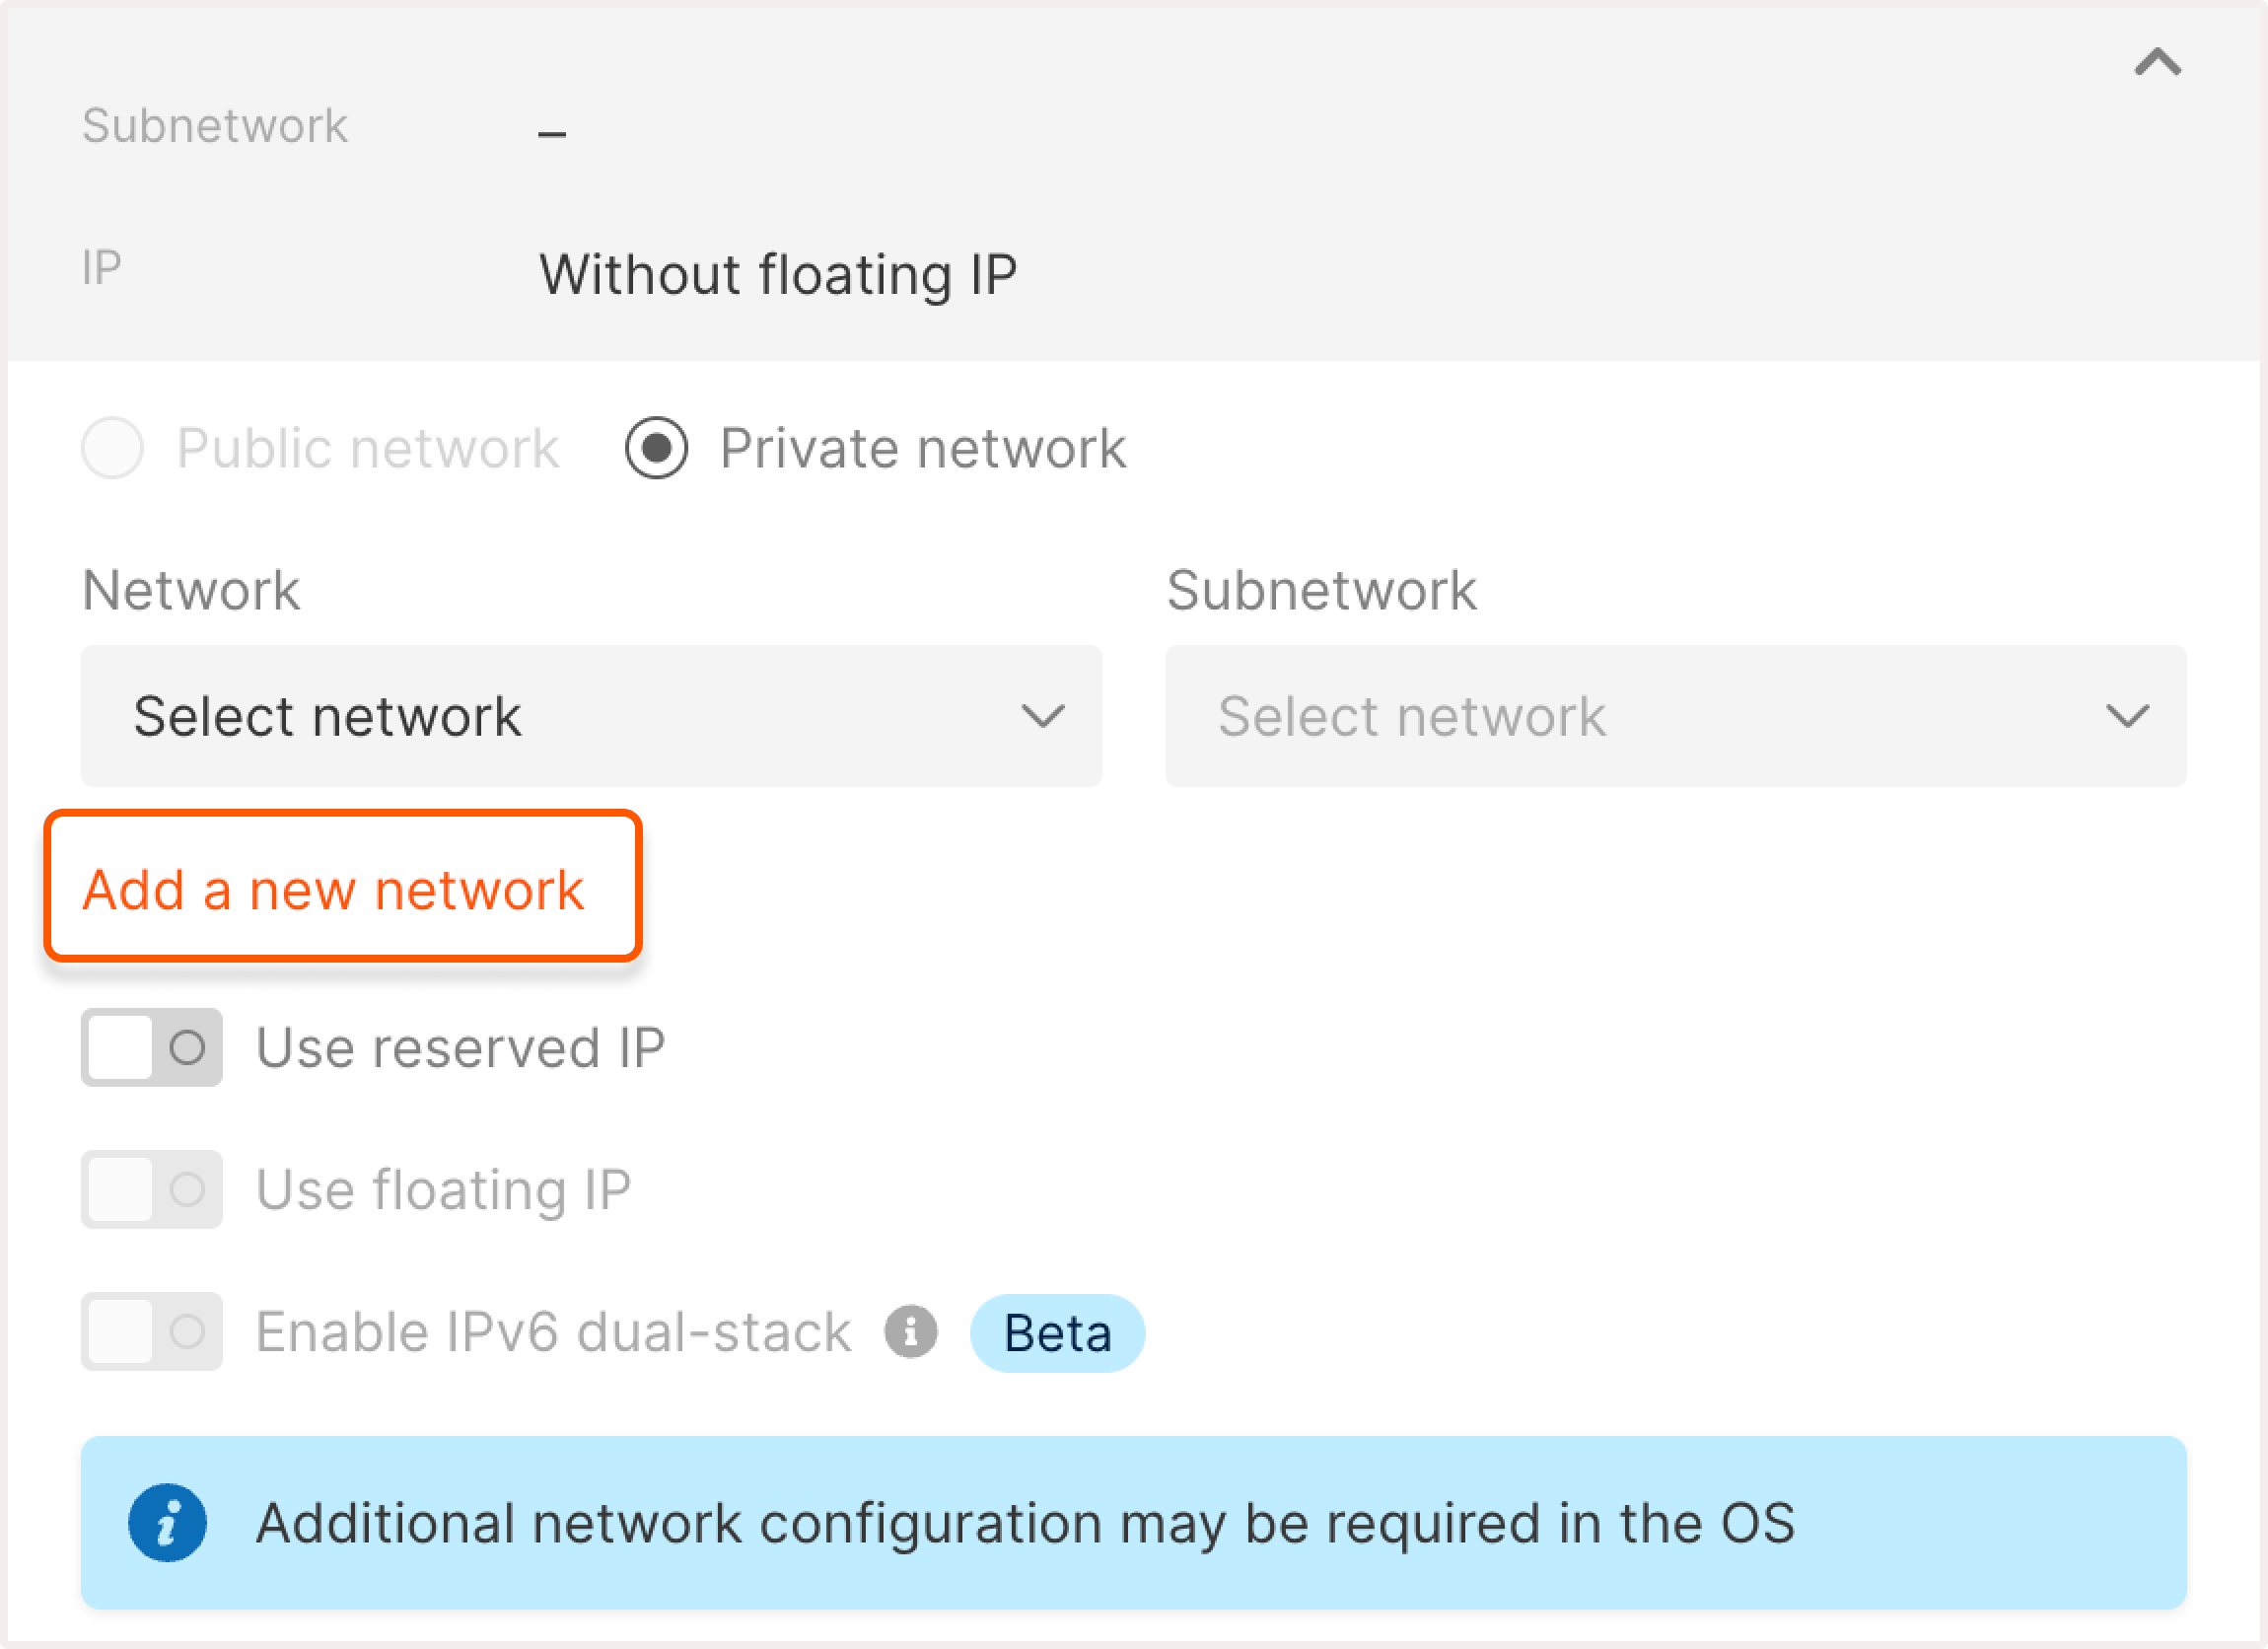 Subnetwork –
IP Without floating IP
Public network Private network
Network Subnetwork
Select network Select network
Add a new network
Use reserved IP
Use floating IP
Enable IPv6 dual-stack Beta
Additional network configuration may be required in the OS